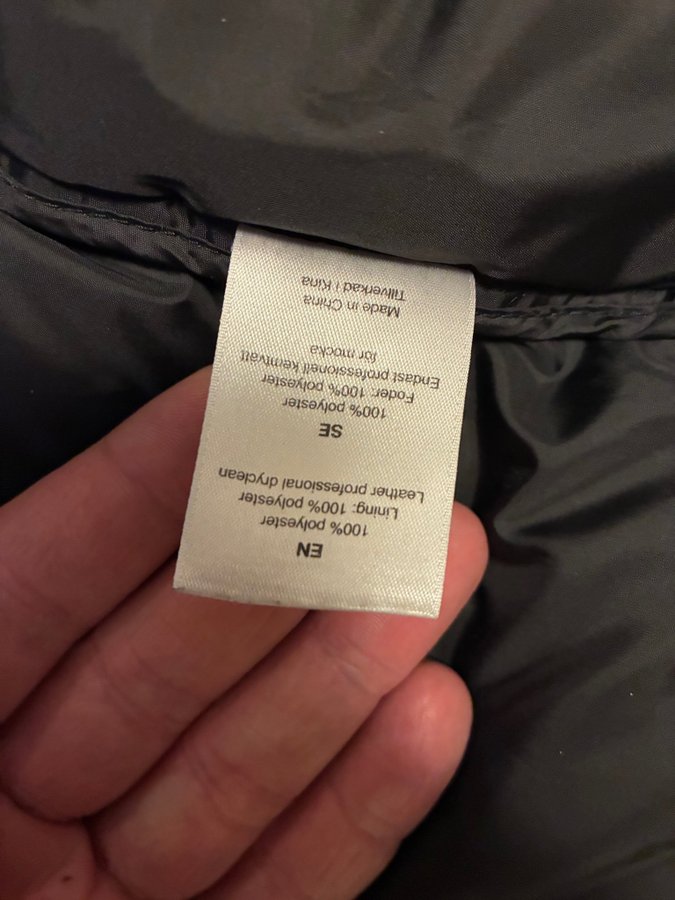 EN
100% polyester
Lining: 100% polyester
Leather professional dryclean
SE
100% polyester
Foder: 100% polyester
Endast professionell kemtvätt
för mocka
Made in China
Tillverkad i Kina